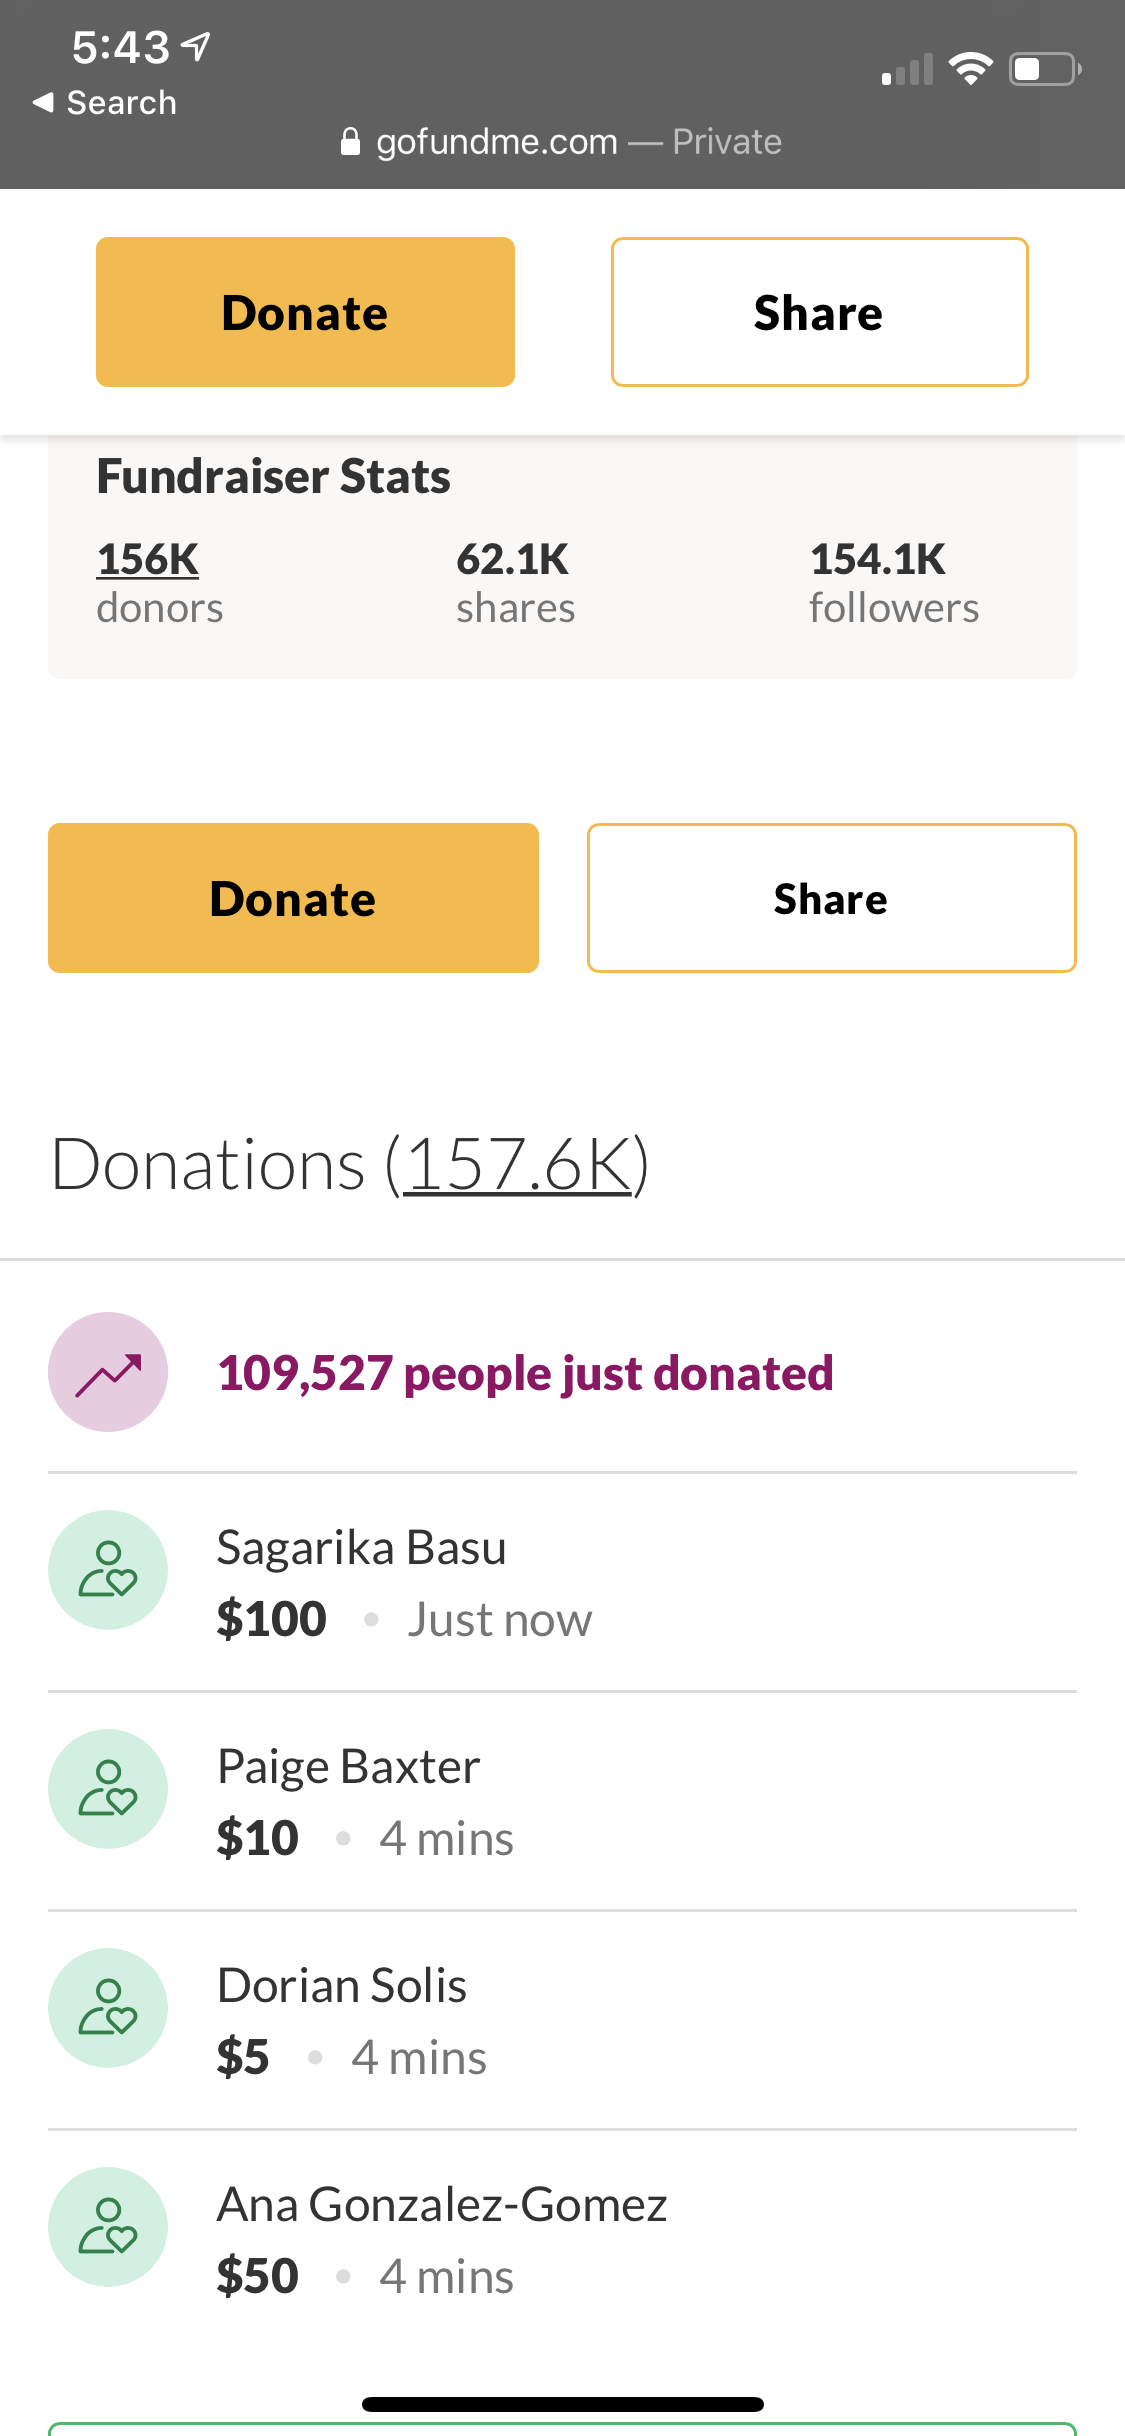 5:43
◀ Search
gofundme.com — Private
Donate
Share
Fundraiser Stats
156K
62.1K
154.1K
donors
shares
followers
Donate
Share
Donations (157.6K)
109,527 people just donated
Sagarika Basu
$100 • Just now
Paige Baxter
$10 • 4 mins
Dorian Solis
$5 • 4 mins
Ana Gonzalez-Gomez
$50 • 4 mins